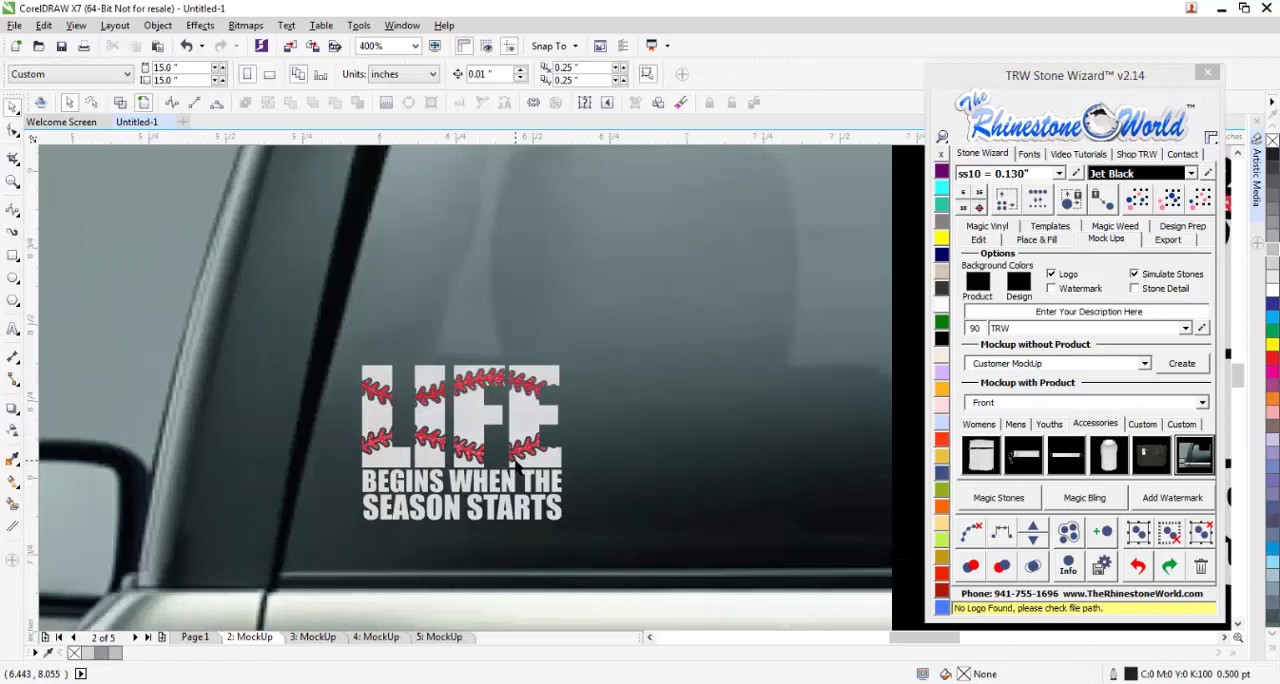 CorelDRAW X7 (64-Bit Not for resale) - Untitled-1
File Edit View Layout Object Effects Bitmaps Text Table Tools Window Help
400% Snap To
Custom 15.0 " 15.0 " Units: inches 0.01 " 0.25 " 0.25 "
Welcome Screen Untitled-1
LIFE
BEGINS WHEN THE
SEASON STARTS
TRW Stone Wizard™ v2.14
The Rhinestone World™
Stone Wizard Fonts Video Tutorials Shop TRW Contact
ss10 = 0.130" Jet Black
Magic Vinyl Templates Magic Weed Design Prep
Edit Place & Fill Mock Ups Export
Options
Background Colors Logo Simulate Stones
Watermark Stone Detail
Product Design
Enter Your Description Here
90 TRW
Mockup without Product
Customer MockUp Create
Mockup with Product
Front
Womens Mens Youths Accessories Custom Custom
Magic Stones Magic Bling Add Watermark
Info
Phone: 941-755-1696 www.TheRhinestoneWorld.com
No Logo Found, please check file path.
Artistic Media
2 of 5 Page 1 2: MockUp 3: MockUp 4: MockUp 5: MockUp
(6.443, 8.055) None C:0 M:0 Y:0 K:100 0.500 pt